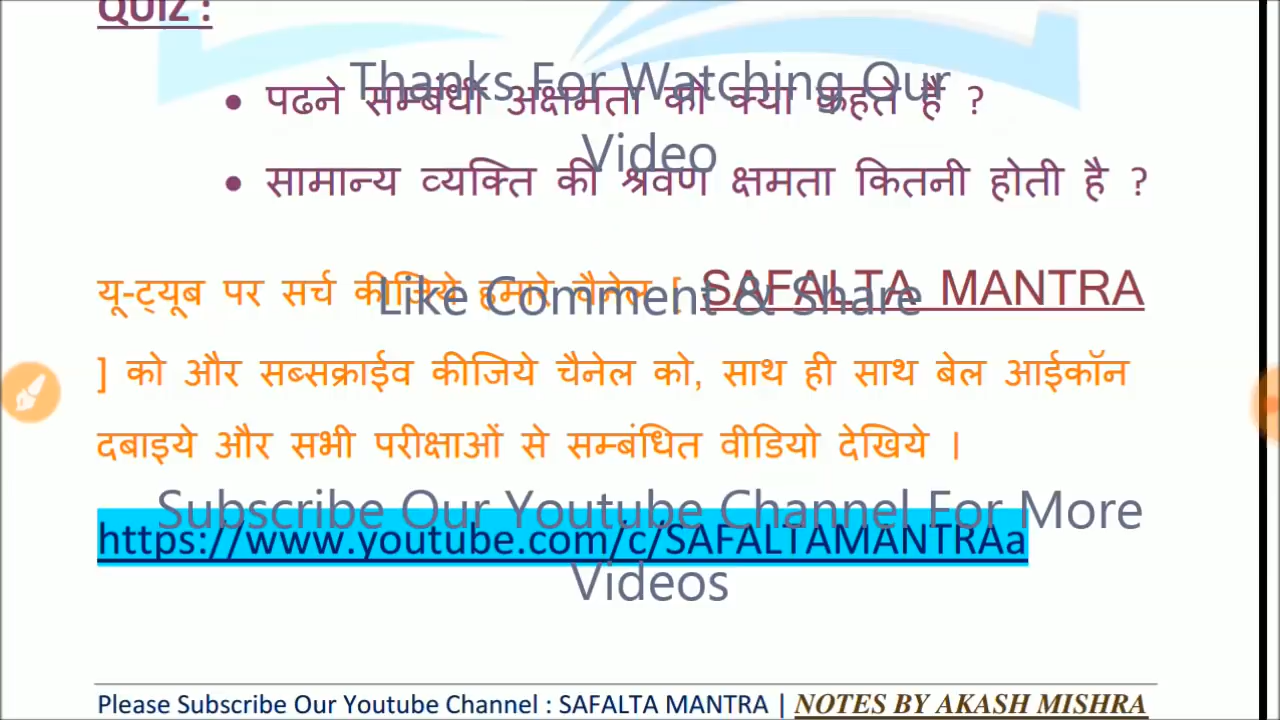 QUIZ :
Thanks For Watching Our
• पढने सम्बंधी अक्षमता को क्या कहते हैं ?
Video
• सामान्य व्यक्ति की श्रवण क्षमता कितनी होती है ?
यू-ट्यूब पर सर्च कीजिये हमारे चैनेल [ SAFALTA MANTRA
Like Comment & Share
] को और सब्सक्राईव कीजिये चैनेल को, साथ ही साथ बेल आईकॉन
दबाइये और सभी परीक्षाओं से सम्बंधित वीडियो देखिये ।
Subscribe Our Youtube Channel For More
https://www.youtube.com/c/SAFALTAMANTRAa
Videos
Please Subscribe Our Youtube Channel : SAFALTA MANTRA | NOTES BY AKASH MISHRA